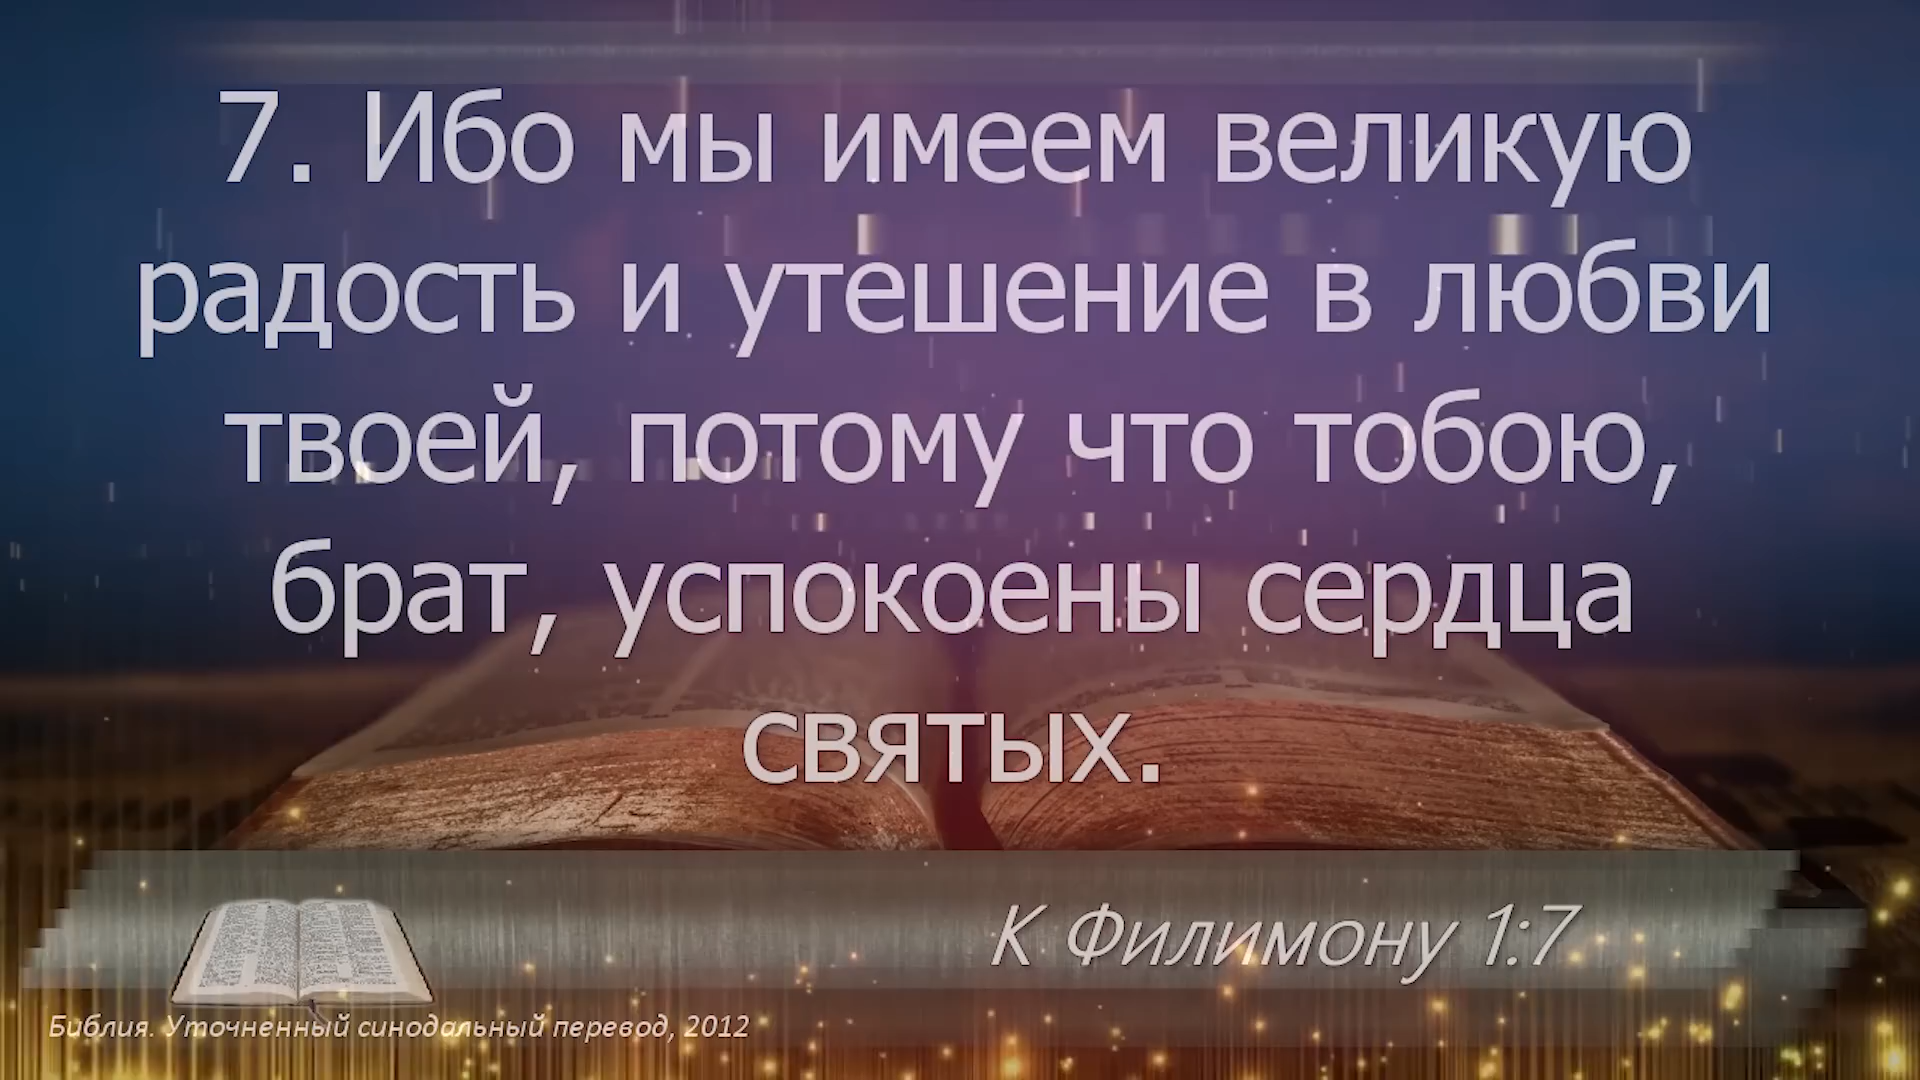 7. Ибо мы имеем великую
радость и утешение в любви
твоей, потому что тобою,
брат, успокоены сердца
святых.
К Филимону 1:7
Библия. Уточненный синодальный перевод, 2012